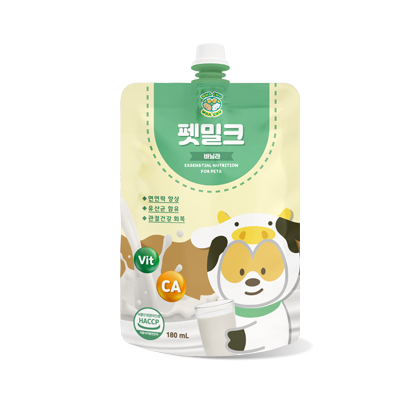 펫밀크
바닐라
ESSENTIAL NUTRITION
FOR PETS
면연력 향상
유산균 함유
관절건강 회복
Vit
CA
HACCP
180 mL